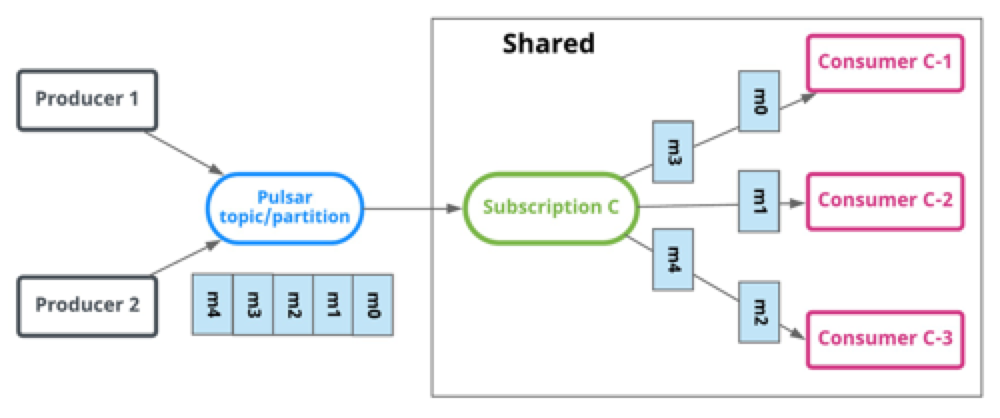 Shared
Producer 1
Producer 2
Pulsar
topic/partition
m4 m3 m2 m1 m0
Subscription C
m3
m0
m1
m4
m2
Consumer C-1
Consumer C-2
Consumer C-3